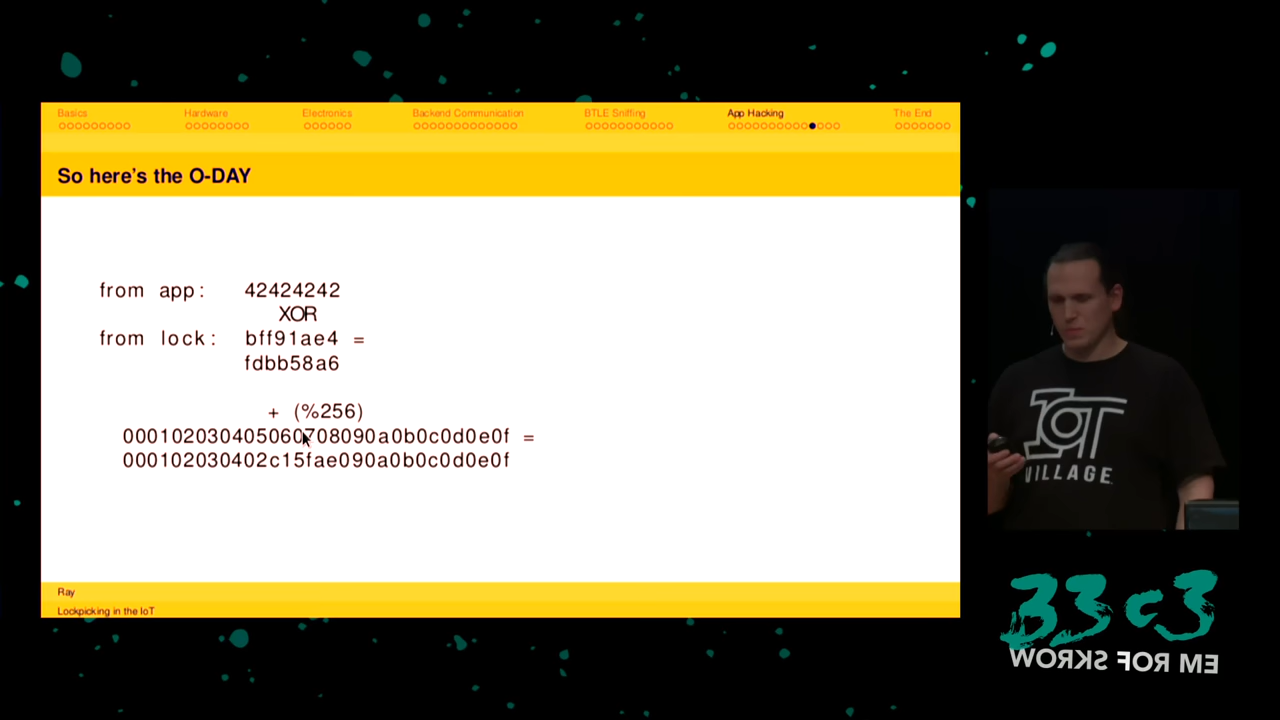 Basics Hardware Electronics Backend Communication BTLE Sniffing App Hacking The End
So here's the O-DAY
from app: 42424242
XOR
from lock: bff91ae4 =
fdbb58a6
+ (%256)
000102030405060708090a0b0c0d0e0f =
000102030402c15fae090a0b0c0d0e0f
Ray
Lockpicking in the IoT
IOT
VILLAGE
33c3
WORKS FOR ME